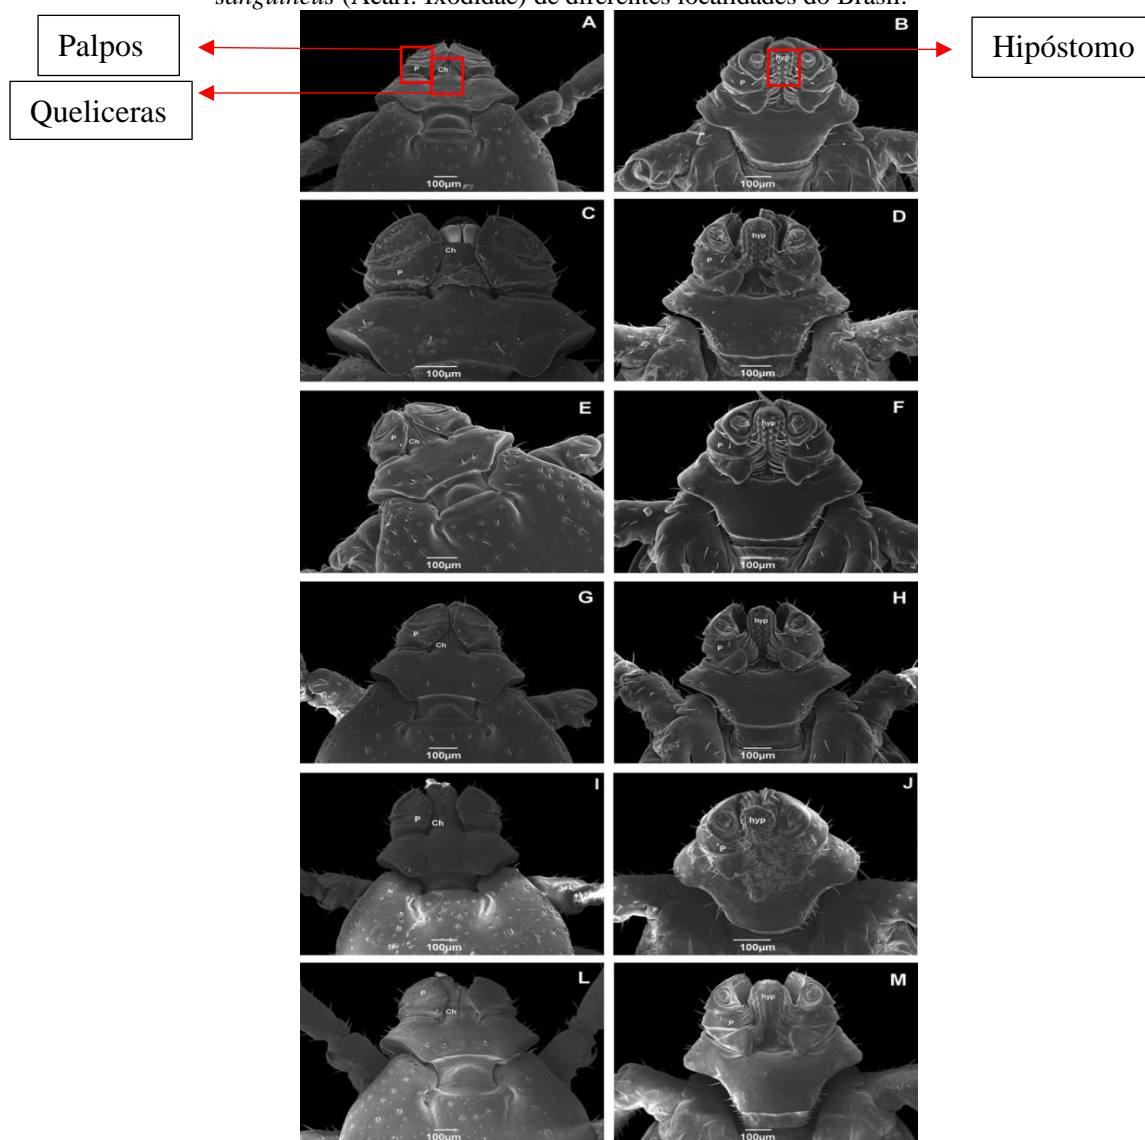 sanguineus (Acari: Ixodidae) de diferentes localidades do Brasil.
Palpos
Queliceras
Hipóstomo
A
P
Ch
100µm
B
hyp
P
100µm
C
Ch
P
100µm
D
hyp
P
100µm
E
P
Ch
100µm
F
hyp
P
100µm
G
P
Ch
100µm
H
hyp
P
100µm
I
P
Ch
100µm
J
hyp
P
100µm
L
P
Ch
100µm
M
hyp
P
100µm